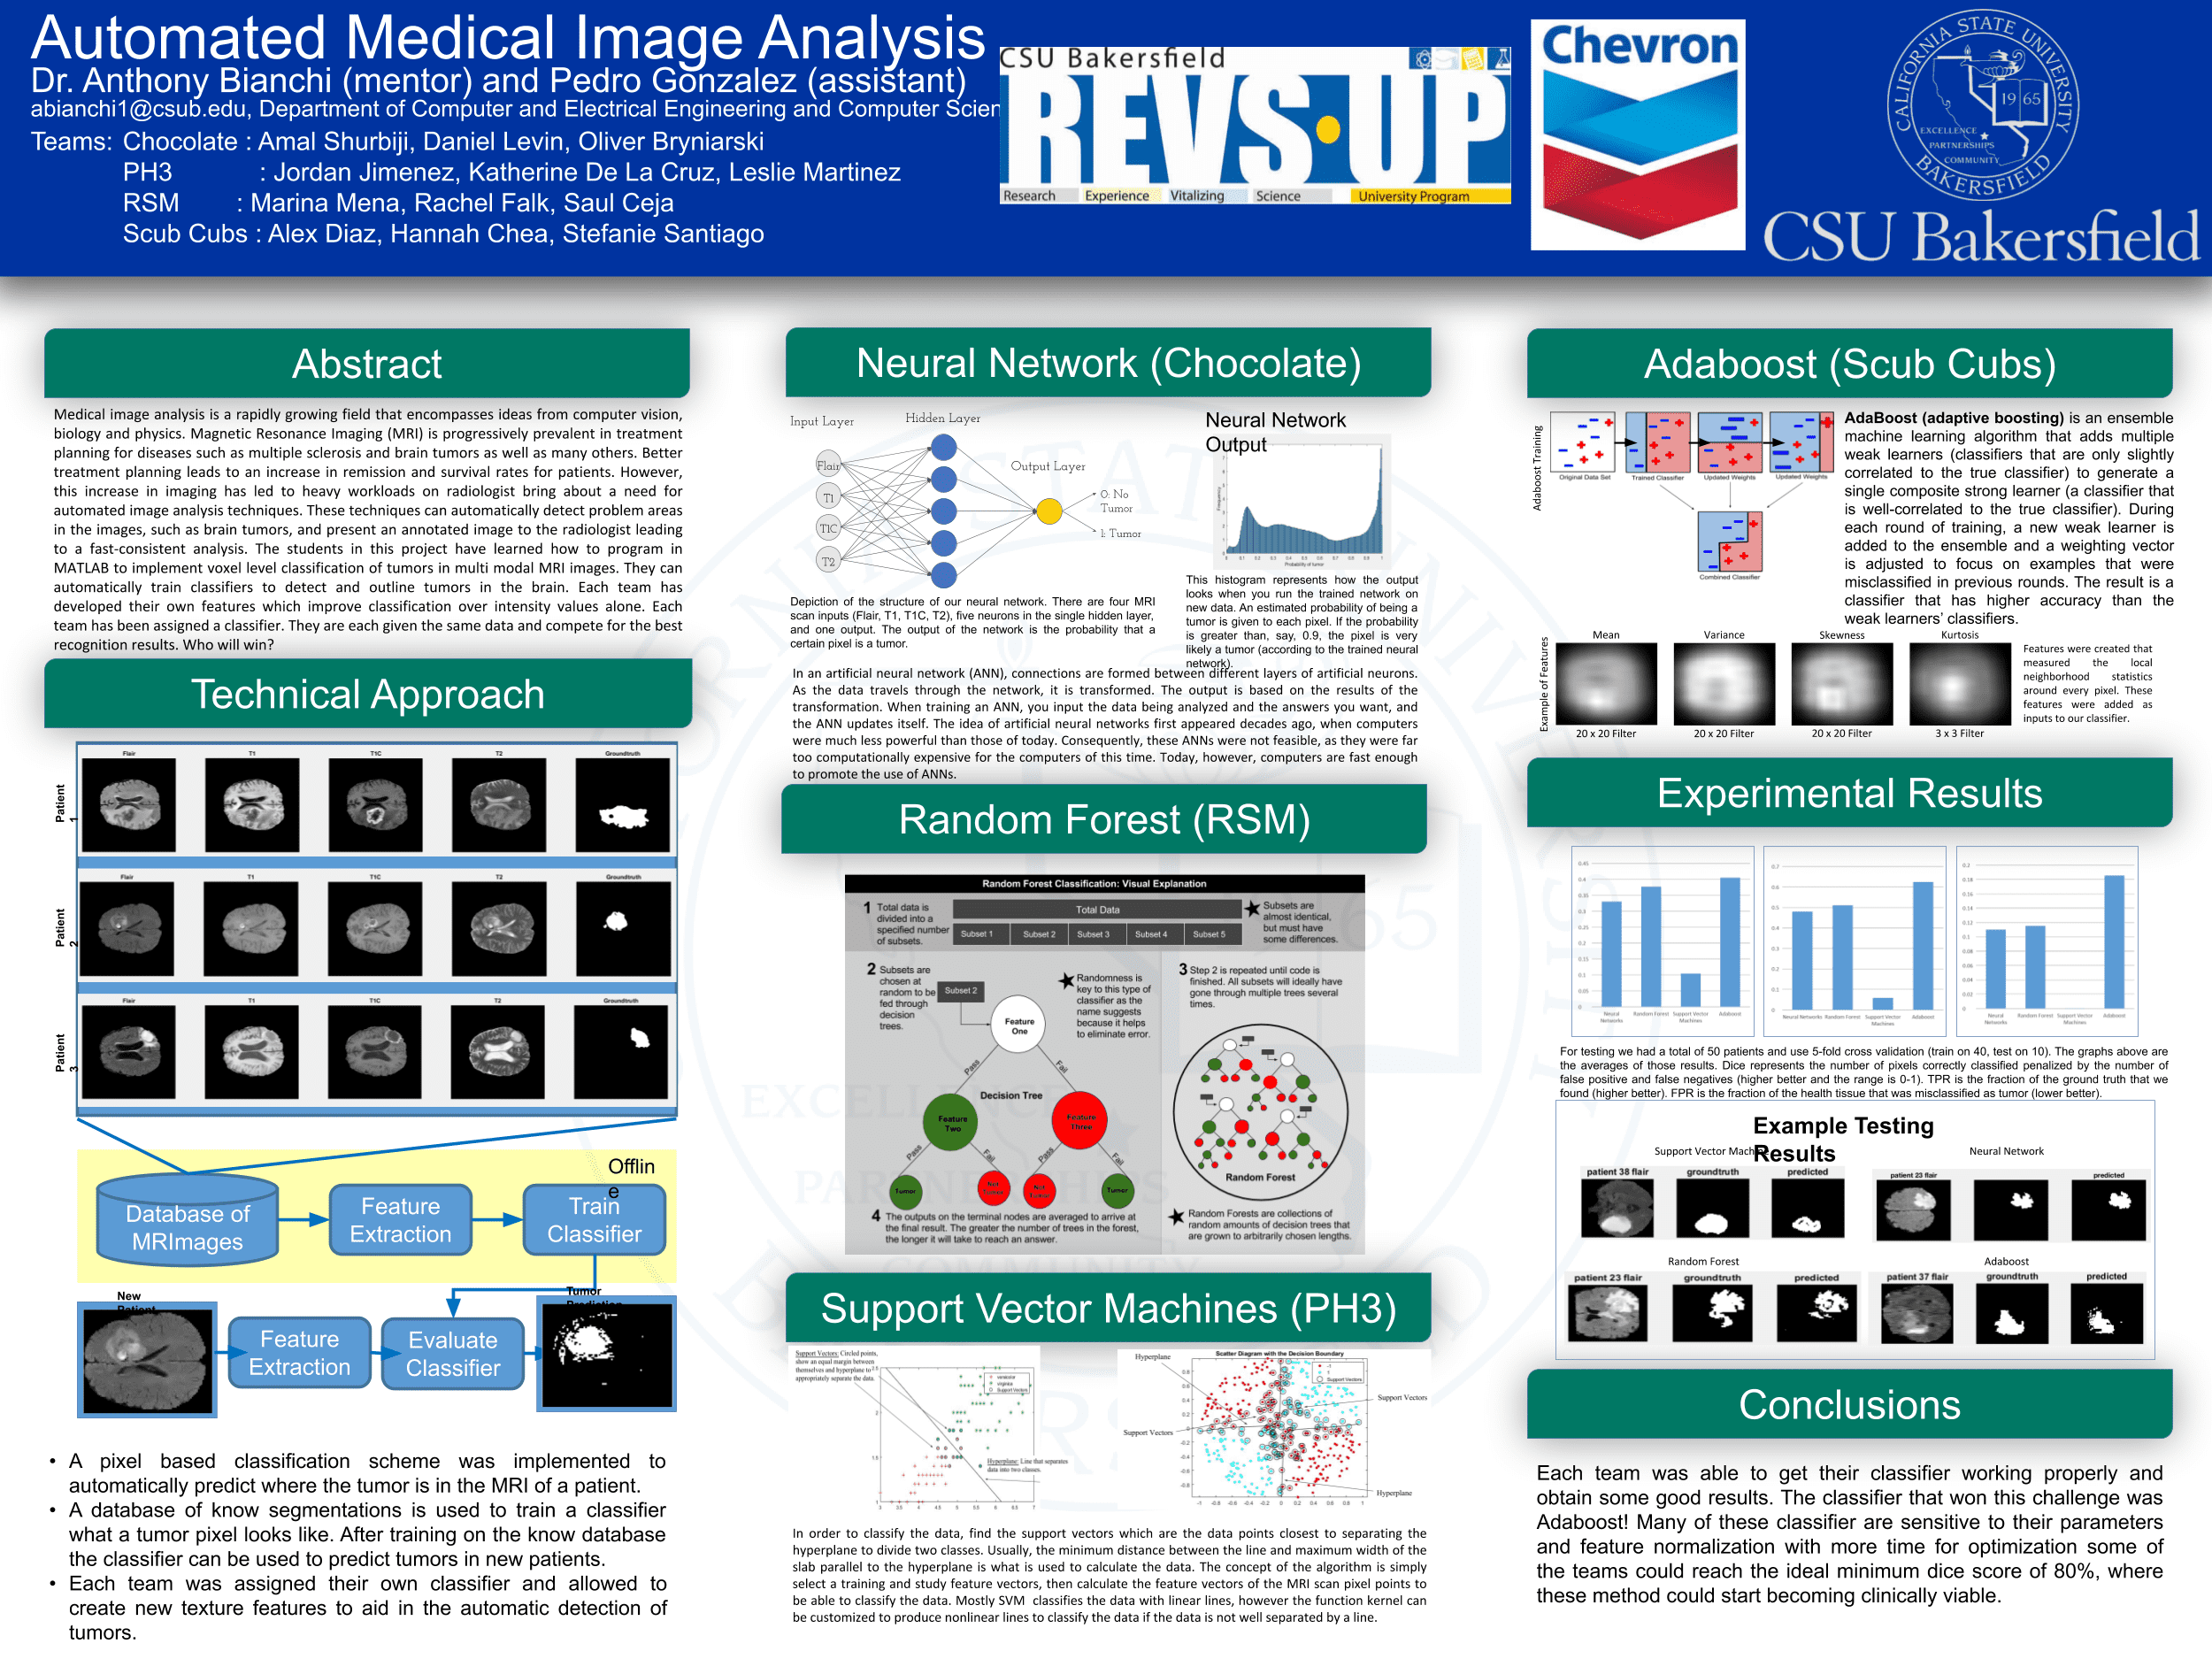 Automated Medical Image Analysis
Dr. Anthony Bianchi (mentor) and Pedro Gonzalez (assistant)
abianchi1@csub.edu, Department of Computer and Electrical Engineering and Computer Scien
Teams: Chocolate : Amal Shurbiji, Daniel Levin, Oliver Bryniarski
PH3 : Jordan Jimenez, Katherine De La Cruz, Leslie Martinez
RSM : Marina Mena, Rachel Falk, Saul Ceja
Scub Cubs : Alex Diaz, Hannah Chea, Stefanie Santiago
CSU Bakersfield
REVS·UP
Research Experience Vitalizing Science University Program
Chevron
CALIFORNIA STATE UNIVERSITY
19 65
EXCELLENCE
PARTNERSHIPS
COMMUNITY
BAKERSFIELD
CSU Bakersfield
Abstract
Medical image analysis is a rapidly growing field that encompasses ideas from computer vision,
biology and physics. Magnetic Resonance Imaging (MRI) is progressively prevalent in treatment
planning for diseases such as multiple sclerosis and brain tumors as well as many others. Better
treatment planning leads to an increase in remission and survival rates for patients. However,
this increase in imaging has led to heavy workloads on radiologist bring about a need for
automated image analysis techniques. These techniques can automatically detect problem areas
in the images, such as brain tumors, and present an annotated image to the radiologist leading
to a fast-consistent analysis. The students in this project have learned how to program in
MATLAB to implement voxel level classification of tumors in multi modal MRI images. They can
automatically train classifiers to detect and outline tumors in the brain. Each team has
developed their own features which improve classification over intensity values alone. Each
team has been assigned a classifier. They are each given the same data and compete for the best
recognition results. Who will win?
Technical Approach
Flair T1 T1C T2 Groundtruth
Patient 1
Flair T1 T1C T2 Groundtruth
Patient 2
Flair T1 T1C T2 Groundtruth
Patient 3
Offline
Database of MRImages
Feature Extraction
Train Classifier
New Patient
Feature Extraction
Evaluate Classifier
Tumor Prediction
• A pixel based classification scheme was implemented to
automatically predict where the tumor is in the MRI of a patient.
• A database of know segmentations is used to train a classifier
what a tumor pixel looks like. After training on the know database
the classifier can be used to predict tumors in new patients.
• Each team was assigned their own classifier and allowed to
create new texture features to aid in the automatic detection of
tumors.
Neural Network (Chocolate)
Input Layer
Hidden Layer
Output Layer
Flair
T1
T1C
T2
0: No Tumor
1: Tumor
Depiction of the structure of our neural network. There are four MRI
scan inputs (Flair, T1, T1C, T2), five neurons in the single hidden layer,
and one output. The output of the network is the probability that a
certain pixel is a tumor.
Neural Network
Output
Frequency
Probability of tumor
This histogram represents how the output
looks when you run the trained network on
new data. An estimated probability of being a
tumor is given to each pixel. If the probability
is greater than, say, 0.9, the pixel is very
likely a tumor (according to the trained neural
network).
In an artificial neural network (ANN), connections are formed between different layers of artificial neurons.
As the data travels through the network, it is transformed. The output is based on the results of the
transformation. When training an ANN, you input the data being analyzed and the answers you want, and
the ANN updates itself. The idea of artificial neural networks first appeared decades ago, when computers
were much less powerful than those of today. Consequently, these ANNs were not feasible, as they were far
too computationally expensive for the computers of this time. Today, however, computers are fast enough
to promote the use of ANNs.
Random Forest (RSM)
Random Forest Classification: Visual Explanation
1 Total data is
divided into a
specified number
of subsets.
Total Data
Subset 1 Subset 2 Subset 3 Subset 4 Subset 5
Subsets are
almost identical,
but must have
some differences.
2 Subsets are
chosen at
random to be
fed through
decision
trees.
Subset 2
Feature One
Pass
Fail
Randomness is
key to this type of
classifier as the
name suggests
because it helps
to eliminate error.
Decision Tree
Feature Two
Feature Three
Pass
Fail
Pass
Fail
Tumor
Not Tumor
Not Tumor
Tumor
3 Step 2 is repeated until code is
finished. All subsets will ideally have
gone through multiple trees several
times.
Random Forest
4 The outputs on the terminal nodes are averaged to arrive at
the final result. The greater the number of trees in the forest,
the longer it will take to reach an answer.
Random Forests are collections of
random amounts of decision trees that
are grown to arbitrarily chosen lengths.
Support Vector Machines (PH3)
Support Vectors: Circled points,
show an equal margin between
themselves and hyperplane to
appropriately separate the data.
versicolor
virginica
Support Vectors
Hyperplane: Line that separates
data into two classes.
Scatter Diagram with the Decision Boundary
Hyperplane
Support Vectors
Support Vectors
Support Vectors
Hyperplane
In order to classify the data, find the support vectors which are the data points closest to separating the
hyperplane to divide two classes. Usually, the minimum distance between the line and maximum width of the
slab parallel to the hyperplane is what is used to calculate the data. The concept of the algorithm is simply
select a training and study feature vectors, then calculate the feature vectors of the MRI scan pixel points to
be able to classify the data. Mostly SVM classifies the data with linear lines, however the function kernel can
be customized to produce nonlinear lines to classify the data if the data is not well separated by a line.
Adaboost (Scub Cubs)
Adaboost Training
Original Data Set
Trained Classifier
Updated Weights
Updated Weights
Combined Classifier
AdaBoost (adaptive boosting) is an ensemble
machine learning algorithm that adds multiple
weak learners (classifiers that are only slightly
correlated to the true classifier) to generate a
single composite strong learner (a classifier that
is well-correlated to the true classifier). During
each round of training, a new weak learner is
added to the ensemble and a weighting vector
is adjusted to focus on examples that were
misclassified in previous rounds. The result is a
classifier that has higher accuracy than the
weak learners' classifiers.
Example of Features
Mean Variance Skewness Kurtosis
20 x 20 Filter 20 x 20 Filter 20 x 20 Filter 3 x 3 Filter
Features were created that
measured the local
neighborhood statistics
around every pixel. These
features were added as
inputs to our classifier.
Experimental Results
Neural Networks Random Forest Support Vector Machines Adaboost
Neural Networks Random Forest Support Vector Machines Adaboost
Neural Networks Random Forest Support Vector Machines Adaboost
For testing we had a total of 50 patients and use 5-fold cross validation (train on 40, test on 10). The graphs above are
the averages of those results. Dice represents the number of pixels correctly classified penalized by the number of
false positive and false negatives (higher better and the range is 0-1). TPR is the fraction of the ground truth that we
found (higher better). FPR is the fraction of the health tissue that was misclassified as tumor (lower better).
Example Testing
Results
Support Vector Machine
patient 38 flair groundtruth predicted
Neural Network
patient 23 flair groundtruth predicted
Random Forest
patient 23 flair groundtruth predicted
Adaboost
patient 37 flair groundtruth predicted
Conclusions
Each team was able to get their classifier working properly and
obtain some good results. The classifier that won this challenge was
Adaboost! Many of these classifier are sensitive to their parameters
and feature normalization with more time for optimization some of
the teams could reach the ideal minimum dice score of 80%, where
these method could start becoming clinically viable.